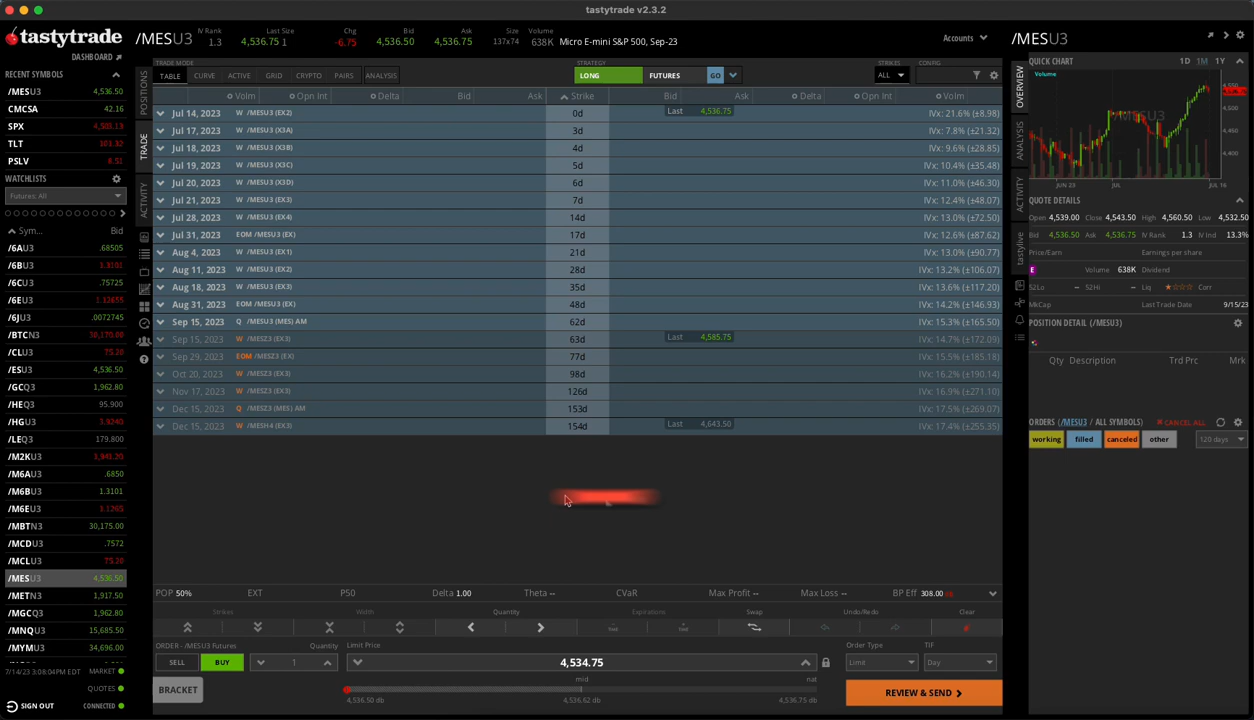 tastytrade v2.3.2
tastytrade
DASHBOARD
RECENT SYMBOLS
/MESU3 4,536.50
CMCSA 42.16
SPX 4,503.13
TLT 103.32
PSLV 8.51
WATCHLISTS
Futures: All
Sym... Bid
/6AU3 .68505
/6BU3 1.3101
/6CU3 .75725
/6EU3 1.12655
/6JU3 .0072745
/BTCN3 30,170.00
/CLU3 75.20
/ESU3 4,536.50
/GCQ3 1,962.80
/HEQ3 95.900
/HGU3 3.9240
/LEQ3 179.800
/M2KU3 1,941.20
/M6AU3 .6850
/M6BU3 1.3101
/M6EU3 1.1265
/MBTN3 30,175.00
/MCDU3 .7572
/MCLU3 75.20
/MESU3 4,536.50
/METN3 1,917.50
/MGCQ3 1,962.80
/MNQU3 15,685.50
/MYMU3 34,696.00
7/14/23 3:08:04PM EDT MARKET
QUOTES
SIGN OUT CONNECTED
/MESU3 IV Rank 1.3 Last Size 4,536.75 1 Chg -6.75 Bid 4,536.50 Ask 4,536.75 Size 137x74 Volume 638K Micro E-mini S&P 500, Sep-23 Accounts
POSITIONS
TRADE
ACTIVITY
TRADE MODE STRATEGY STRIKES CONFIG
TABLE CURVE ACTIVE GRID CRYPTO PAIRS ANALYSIS LONG FUTURES GO ALL
Volm Opn Int Delta Bid Ask Strike Bid Ask Delta Opn Int Volm
Jul 14, 2023 W /MESU3 (EX2) 0d Last 4,536.75 IVx: 21.6% (±8.98)
Jul 17, 2023 W /MESU3 (X3A) 3d IVx: 7.8% (±21.32)
Jul 18, 2023 W /MESU3 (X3B) 4d IVx: 9.6% (±28.85)
Jul 19, 2023 W /MESU3 (X3C) 5d IVx: 10.4% (±35.48)
Jul 20, 2023 W /MESU3 (X3D) 6d IVx: 11.0% (±46.30)
Jul 21, 2023 W /MESU3 (EX3) 7d IVx: 12.4% (±48.07)
Jul 28, 2023 W /MESU3 (EX4) 14d IVx: 13.0% (±72.50)
Jul 31, 2023 EOM /MESU3 (EX) 17d IVx: 12.6% (±87.62)
Aug 4, 2023 W /MESU3 (EX1) 21d IVx: 13.0% (±90.77)
Aug 11, 2023 W /MESU3 (EX2) 28d IVx: 13.2% (±106.07)
Aug 18, 2023 W /MESU3 (EX3) 35d IVx: 13.6% (±117.20)
Aug 31, 2023 EOM /MESU3 (EX) 48d IVx: 14.2% (±146.93)
Sep 15, 2023 Q /MESU3 (MES) AM 62d IVx: 15.3% (±165.50)
Sep 15, 2023 W /MESZ3 (EX3) 63d Last 4,585.75 IVx: 14.7% (±172.09)
Sep 29, 2023 EOM /MESZ3 (EX) 77d IVx: 15.5% (±185.18)
Oct 20, 2023 W /MESZ3 (EX3) 98d IVx: 16.2% (±190.14)
Nov 17, 2023 W /MESZ3 (EX3) 126d IVx: 16.9% (±271.10)
Dec 15, 2023 Q /MESZ3 (MES) AM 153d IVx: 17.5% (±269.07)
Dec 15, 2023 W /MESH4 (EX3) 154d Last 4,643.50 IVx: 17.4% (±255.35)
POP 50% EXT P50 Delta 1.00 Theta -- CVaR Max Profit -- Max Loss -- BP Eff 308.00 db
Strikes Width Quantity Expirations Swap Undo/Redo Clear
ORDER - /MESU3 Futures Quantity Limit Price Order Type TIF
SELL BUY 1 4,534.75 Limit Day
BRACKET mid nat REVIEW & SEND
4,536.50 db 4,536.62 db 4,536.75 db
/MESU3
OVERVIEW
ANALYSIS
ACTIVITY
tastylive
QUICK CHART 1D 1M 1Y
Volume
/MESU3
4,500
4,450
4,400
JUN 23 JUL JUL 16
QUOTE DETAILS
Open 4,539.00 Close 4,543.50 High 4,560.50 Low 4,532.50
Bid 4,536.50 Ask 4,536.75 IV Rank 1.3 IV Ind 13.3%
Price/Earn Earnings per share
E Volume 638K Dividend
52Lo -- 52Hi -- Liq Corr
MkCap Last Trade Date 9/15/23
POSITION DETAIL (/MESU3)
Qty Description Trd Prc Mrk
ORDERS (/MESU3 / ALL SYMBOLS) CANCEL ALL
working filled canceled other 120 days